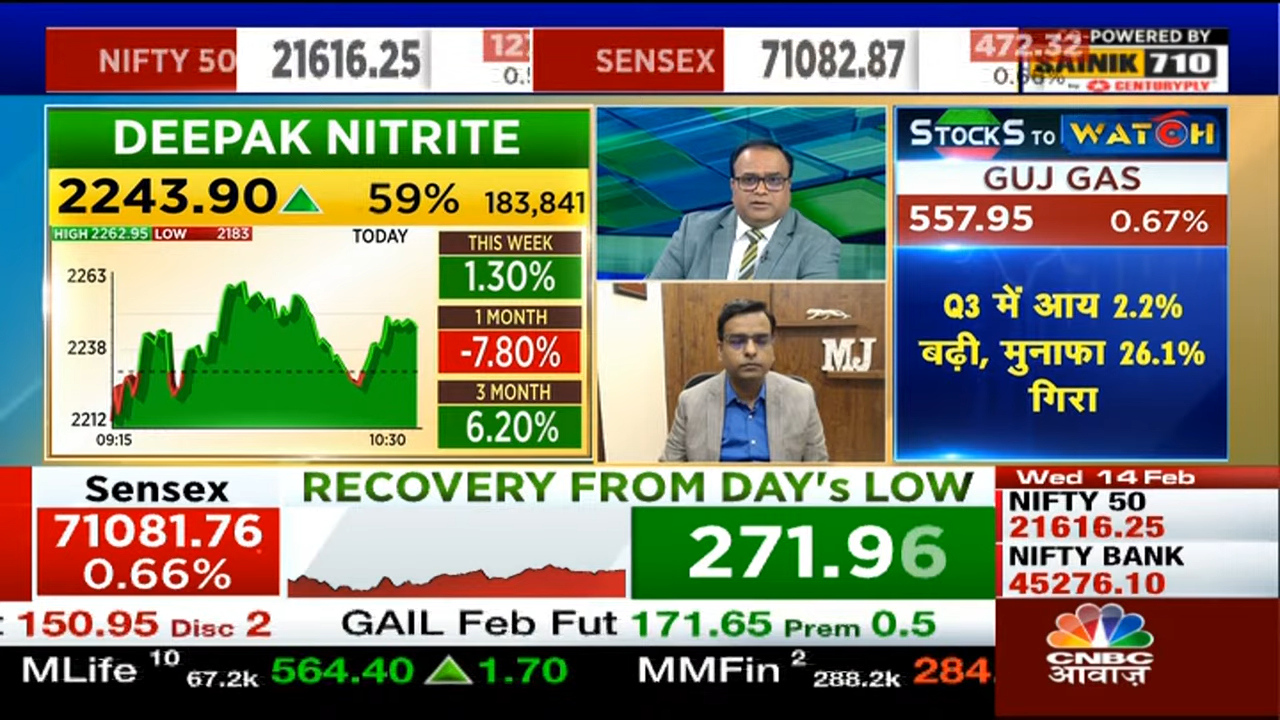 NIFTY 50 21616.25 SENSEX 71082.87 472.32
POWERED BY
SAINIK 710
by CENTURYPLY
DEEPAK NITRITE
2243.90 59% 183,841
HIGH 2262.95 LOW 2183
TODAY
2263
2238
2212
09:15 10:30
THIS WEEK
1.30%
1 MONTH
-7.80%
3 MONTH
6.20%
MJ
STOCKS TO WATCH
GUJ GAS
557.95 0.67%
Q3 में आय 2.2%
बढ़ी, मुनाफा 26.1%
गिरा
Sensex
71081.76
0.66%
RECOVERY FROM DAY's LOW
271.96
Wed 14 Feb
NIFTY 50
21616.25
NIFTY BANK
45276.10
150.95 Disc 2 GAIL Feb Fut 171.65 Prem 0.5
MLife 10 67.2k 564.40 1.70 MMFin 2 288.2k 284.
CNBC
आवाज़